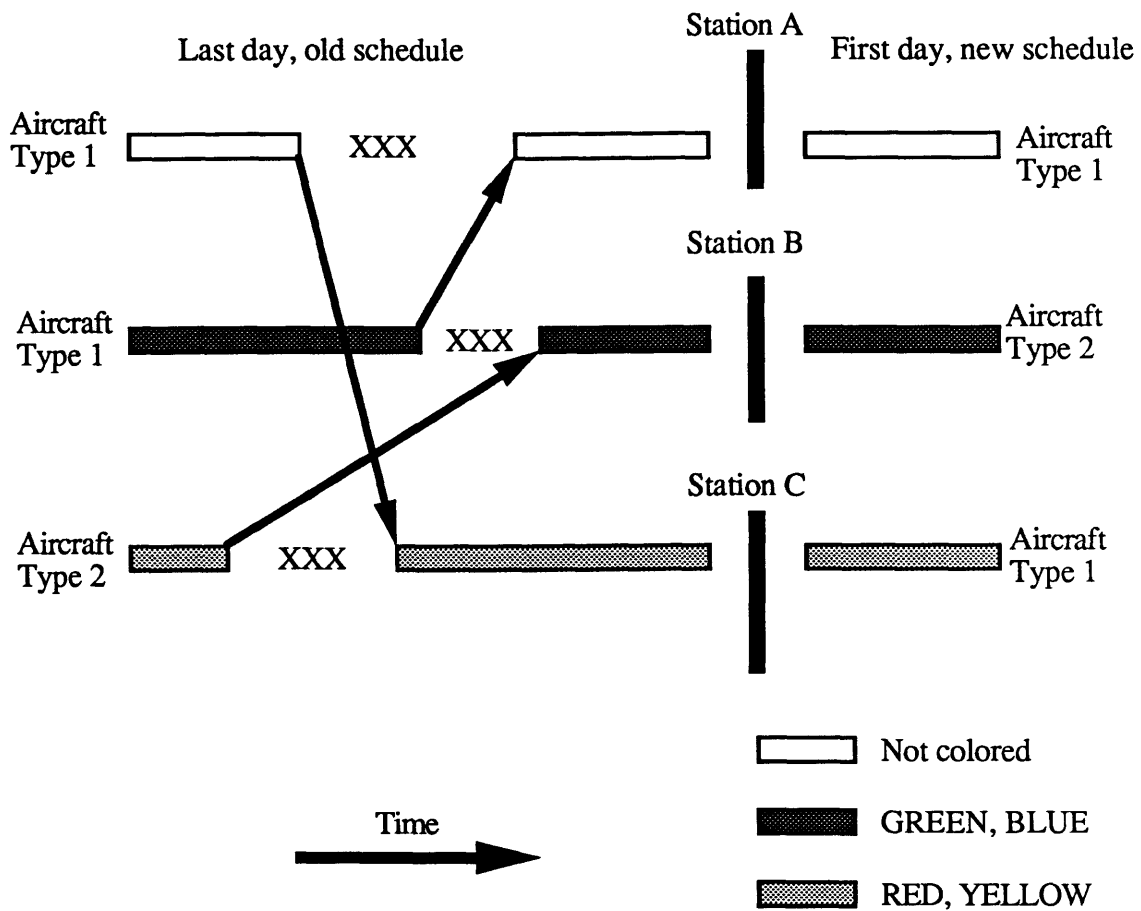 Station A
Last day, old schedule
First day, new schedule
Aircraft
Type 1
XXX
Aircraft
Type 1
Station B
Aircraft
Type 1
XXX
Aircraft
Type 2
Station C
Aircraft
Type 2
XXX
Aircraft
Type 1
Not colored
Time
GREEN, BLUE
RED, YELLOW